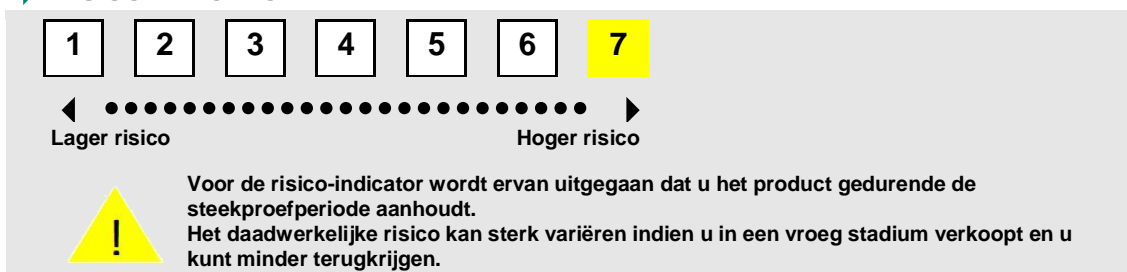 1 2 3 4 5 6 7
Lager risico Hoger risico
Voor de risico-indicator wordt ervan uitgegaan dat u het product gedurende de
steekproefperiode aanhoudt.
!
Het daadwerkelijke risico kan sterk variëren indien u in een vroeg stadium verkoopt en u
kunt minder terugkrijgen.